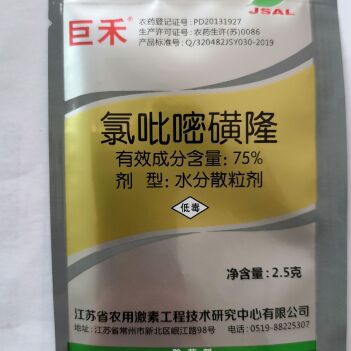 JSAL
巨禾®
农药登记证号:PD20131927
生产许可证号:农药生许(苏)0086
产品标准号:Q/320482JSY030-2019
氯吡嘧磺隆
有效成分含量:75%
剂 型:水分散粒剂
低毒
净含量:2.5克
江苏省农用激素工程技术研究中心有限公司
地址:江苏省常州市新北区岷江路98号 电话:0519-88225307